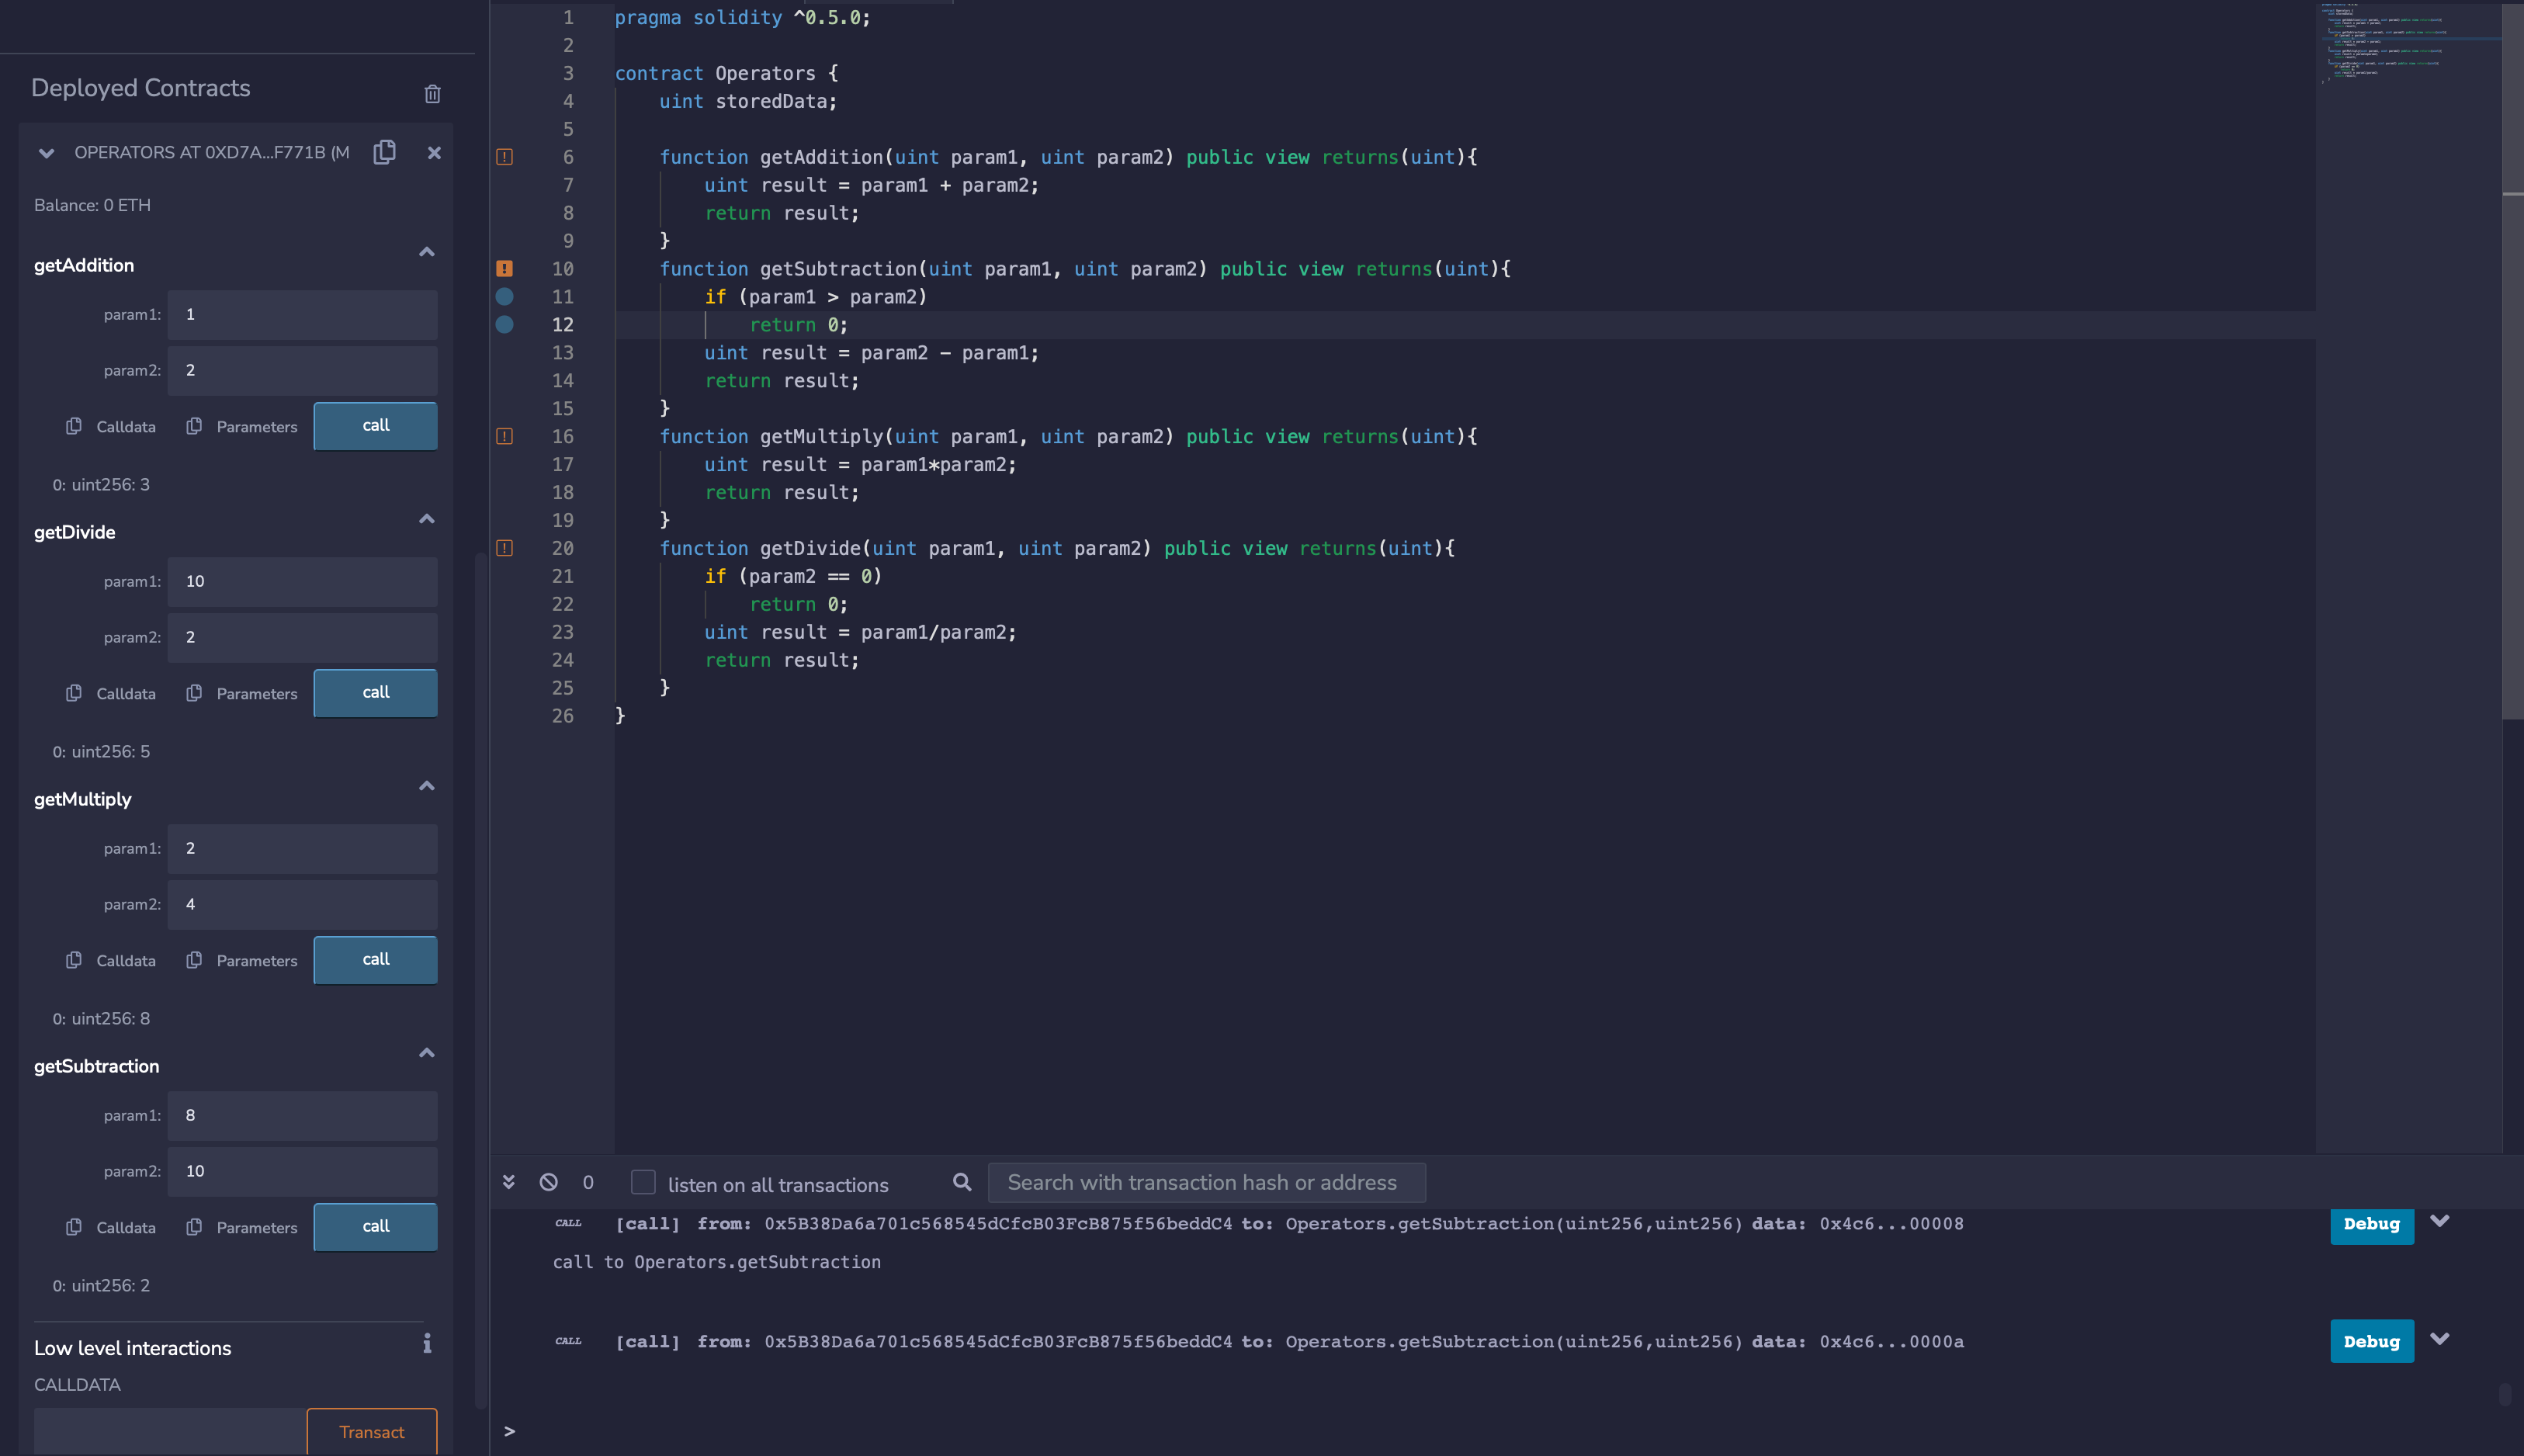 Deployed Contracts
OPERATORS AT 0XD7A...F771B (M
Balance: 0 ETH
getAddition
param1: 1
param2: 2
Calldata Parameters call
0: uint256: 3
getDivide
param1: 10
param2: 2
Calldata Parameters call
0: uint256: 5
getMultiply
param1: 2
param2: 4
Calldata Parameters call
0: uint256: 8
getSubtraction
param1: 8
param2: 10
Calldata Parameters call
0: uint256: 2
Low level interactions
CALLDATA
Transact
1 pragma solidity ^0.5.0;
2
3 contract Operators {
4 uint storedData;
5
6 function getAddition(uint param1, uint param2) public view returns(uint){
7 uint result = param1 + param2;
8 return result;
9 }
10 function getSubtraction(uint param1, uint param2) public view returns(uint){
11 if (param1 > param2)
12 return 0;
13 uint result = param2 - param1;
14 return result;
15 }
16 function getMultiply(uint param1, uint param2) public view returns(uint){
17 uint result = param1*param2;
18 return result;
19 }
20 function getDivide(uint param1, uint param2) public view returns(uint){
21 if (param2 == 0)
22 return 0;
23 uint result = param1/param2;
24 return result;
25 }
26 }
0 listen on all transactions Search with transaction hash or address
CALL [call] from: 0x5B38Da6a701c568545dCfcB03FcB875f56beddC4 to: Operators.getSubtraction(uint256,uint256) data: 0x4c6...00008 Debug
call to Operators.getSubtraction
CALL [call] from: 0x5B38Da6a701c568545dCfcB03FcB875f56beddC4 to: Operators.getSubtraction(uint256,uint256) data: 0x4c6...0000a Debug
>